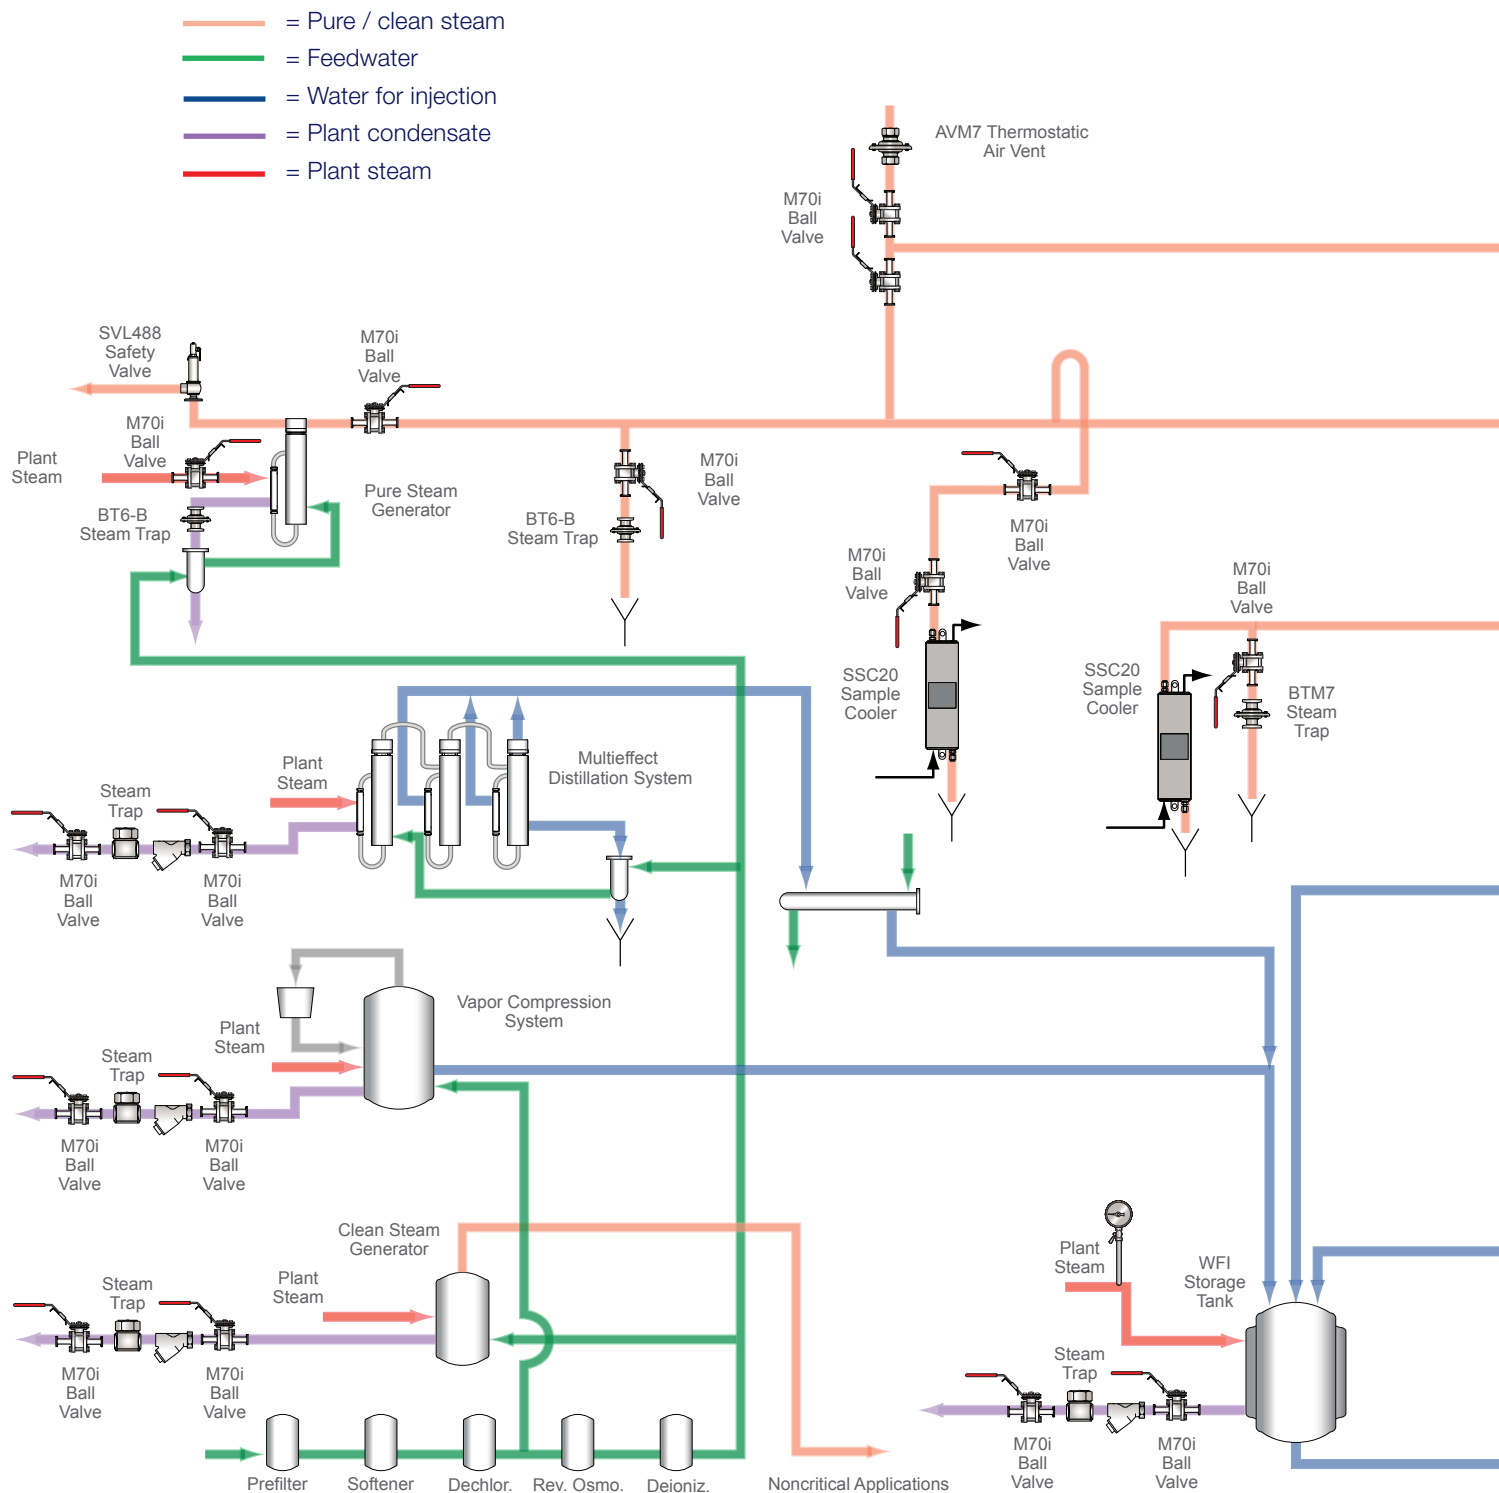 = Pure / clean steam
= Feedwater
= Water for injection
= Plant condensate
= Plant steam
AVM7 Thermostatic
Air Vent
M70i
Ball
Valve
SVL488
Safety
Valve
M70i
Ball
Valve
M70i
Ball
Valve
Plant
Steam
Pure Steam
Generator
BT6-B
Steam Trap
M70i
Ball
Valve
BT6-B
Steam Trap
M70i
Ball
Valve
M70i
Ball
Valve
M70i
Ball
Valve
SSC20
Sample
Cooler
SSC20
Sample
Cooler
BTM7
Steam
Trap
Multieffect
Distillation System
Plant
Steam
Steam
Trap
M70i
Ball
Valve
M70i
Ball
Valve
Vapor Compression
System
Plant
Steam
Steam
Trap
M70i
Ball
Valve
M70i
Ball
Valve
Clean Steam
Generator
Plant
Steam
Steam
Trap
M70i
Ball
Valve
M70i
Ball
Valve
Plant
Steam
WFI
Storage
Tank
Steam
Trap
M70i
Ball
Valve
M70i
Ball
Valve
Prefilter
Softener
Dechlor.
Rev. Osmo.
Deioniz.
Noncritical Applications